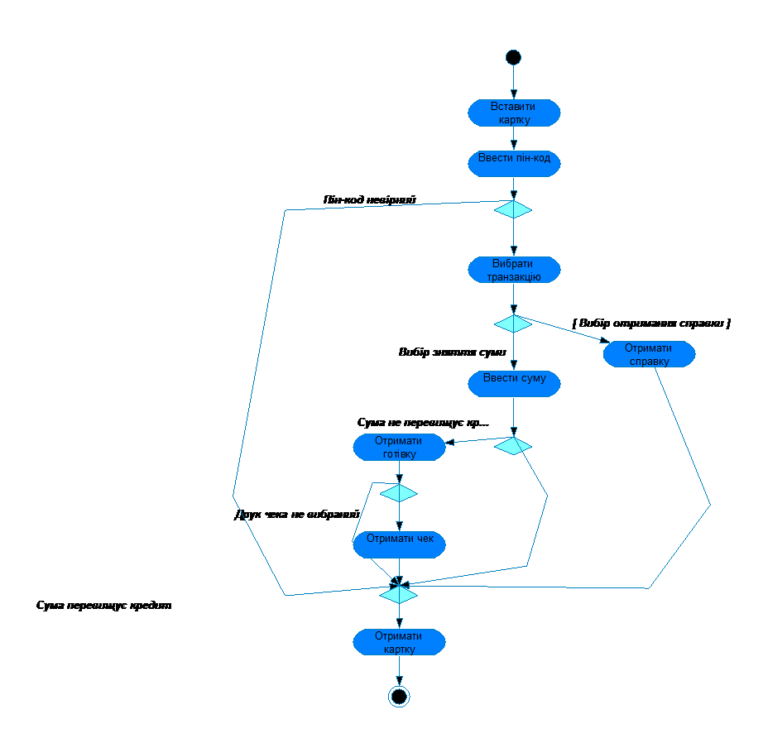 Вставити
картку
Ввести пін-код
Пін-код невірний
Вибрати
транзакцію
[ Вибір отримання справки ]
Отримати
справку
Вибір зняття суми
Ввести суму
Сума не перевищує кр...
Отримати
готівку
Друк чека не вибраний
Отримати чек
Сума перевищує кредит
Отримати
картку